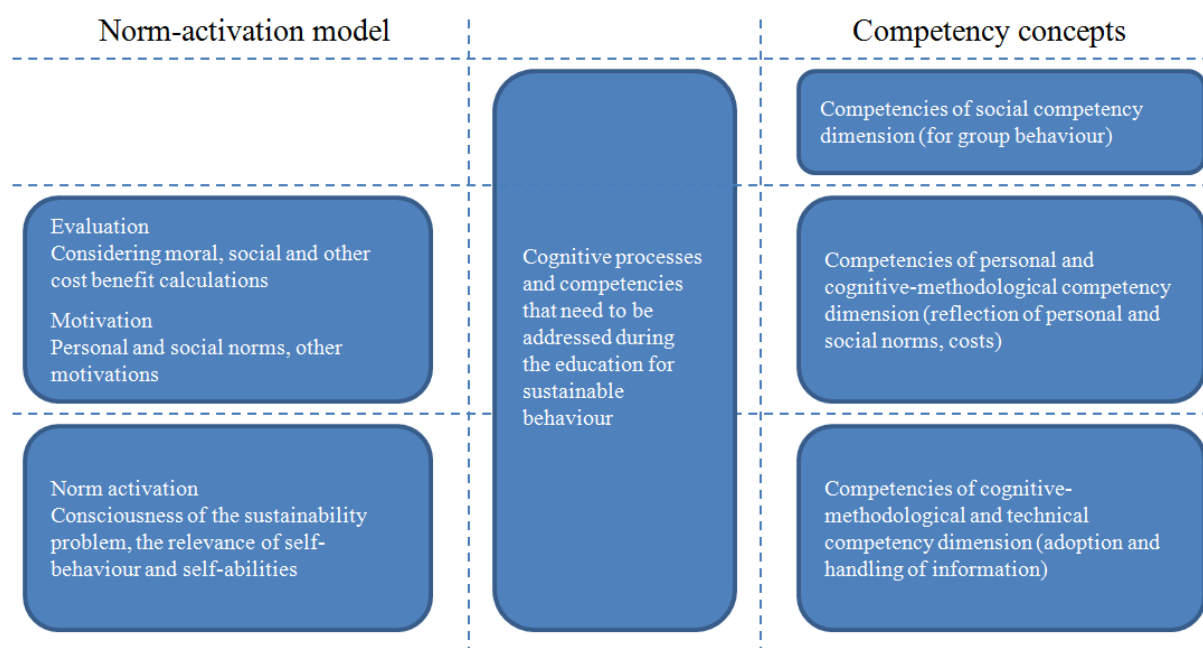 Norm-activation model
Competency concepts
Competencies of social competency
dimension (for group behaviour)
Evaluation
Considering moral, social and other
cost benefit calculations
Motivation
Personal and social norms, other
motivations
Cognitive processes
and competencies
that need to be
addressed during
the education for
sustainable
behaviour
Competencies of personal and
cognitive-methodological competency
dimension (reflection of personal and
social norms, costs)
Norm activation
Consciousness of the sustainability
problem, the relevance of self-
behaviour and self-abilities
Competencies of cognitive-
methodological and technical
competency dimension (adoption and
handling of information)